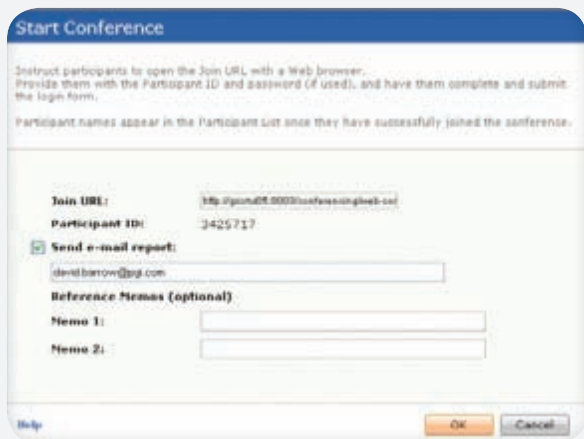 Start Conference
Instruct participants to open the Join URL with a Web browser.
Provide them with the Participant ID and password (if used), and have them complete and submit
the login form.
Participant names appear in the Participant List once they have successfully joined the conference.
Join URL:
Participant ID: 3425717
Send e-mail report:
david.barrow@pgi.com
Reference Memos (optional)
Memo 1:
Memo 2:
Help OK Cancel